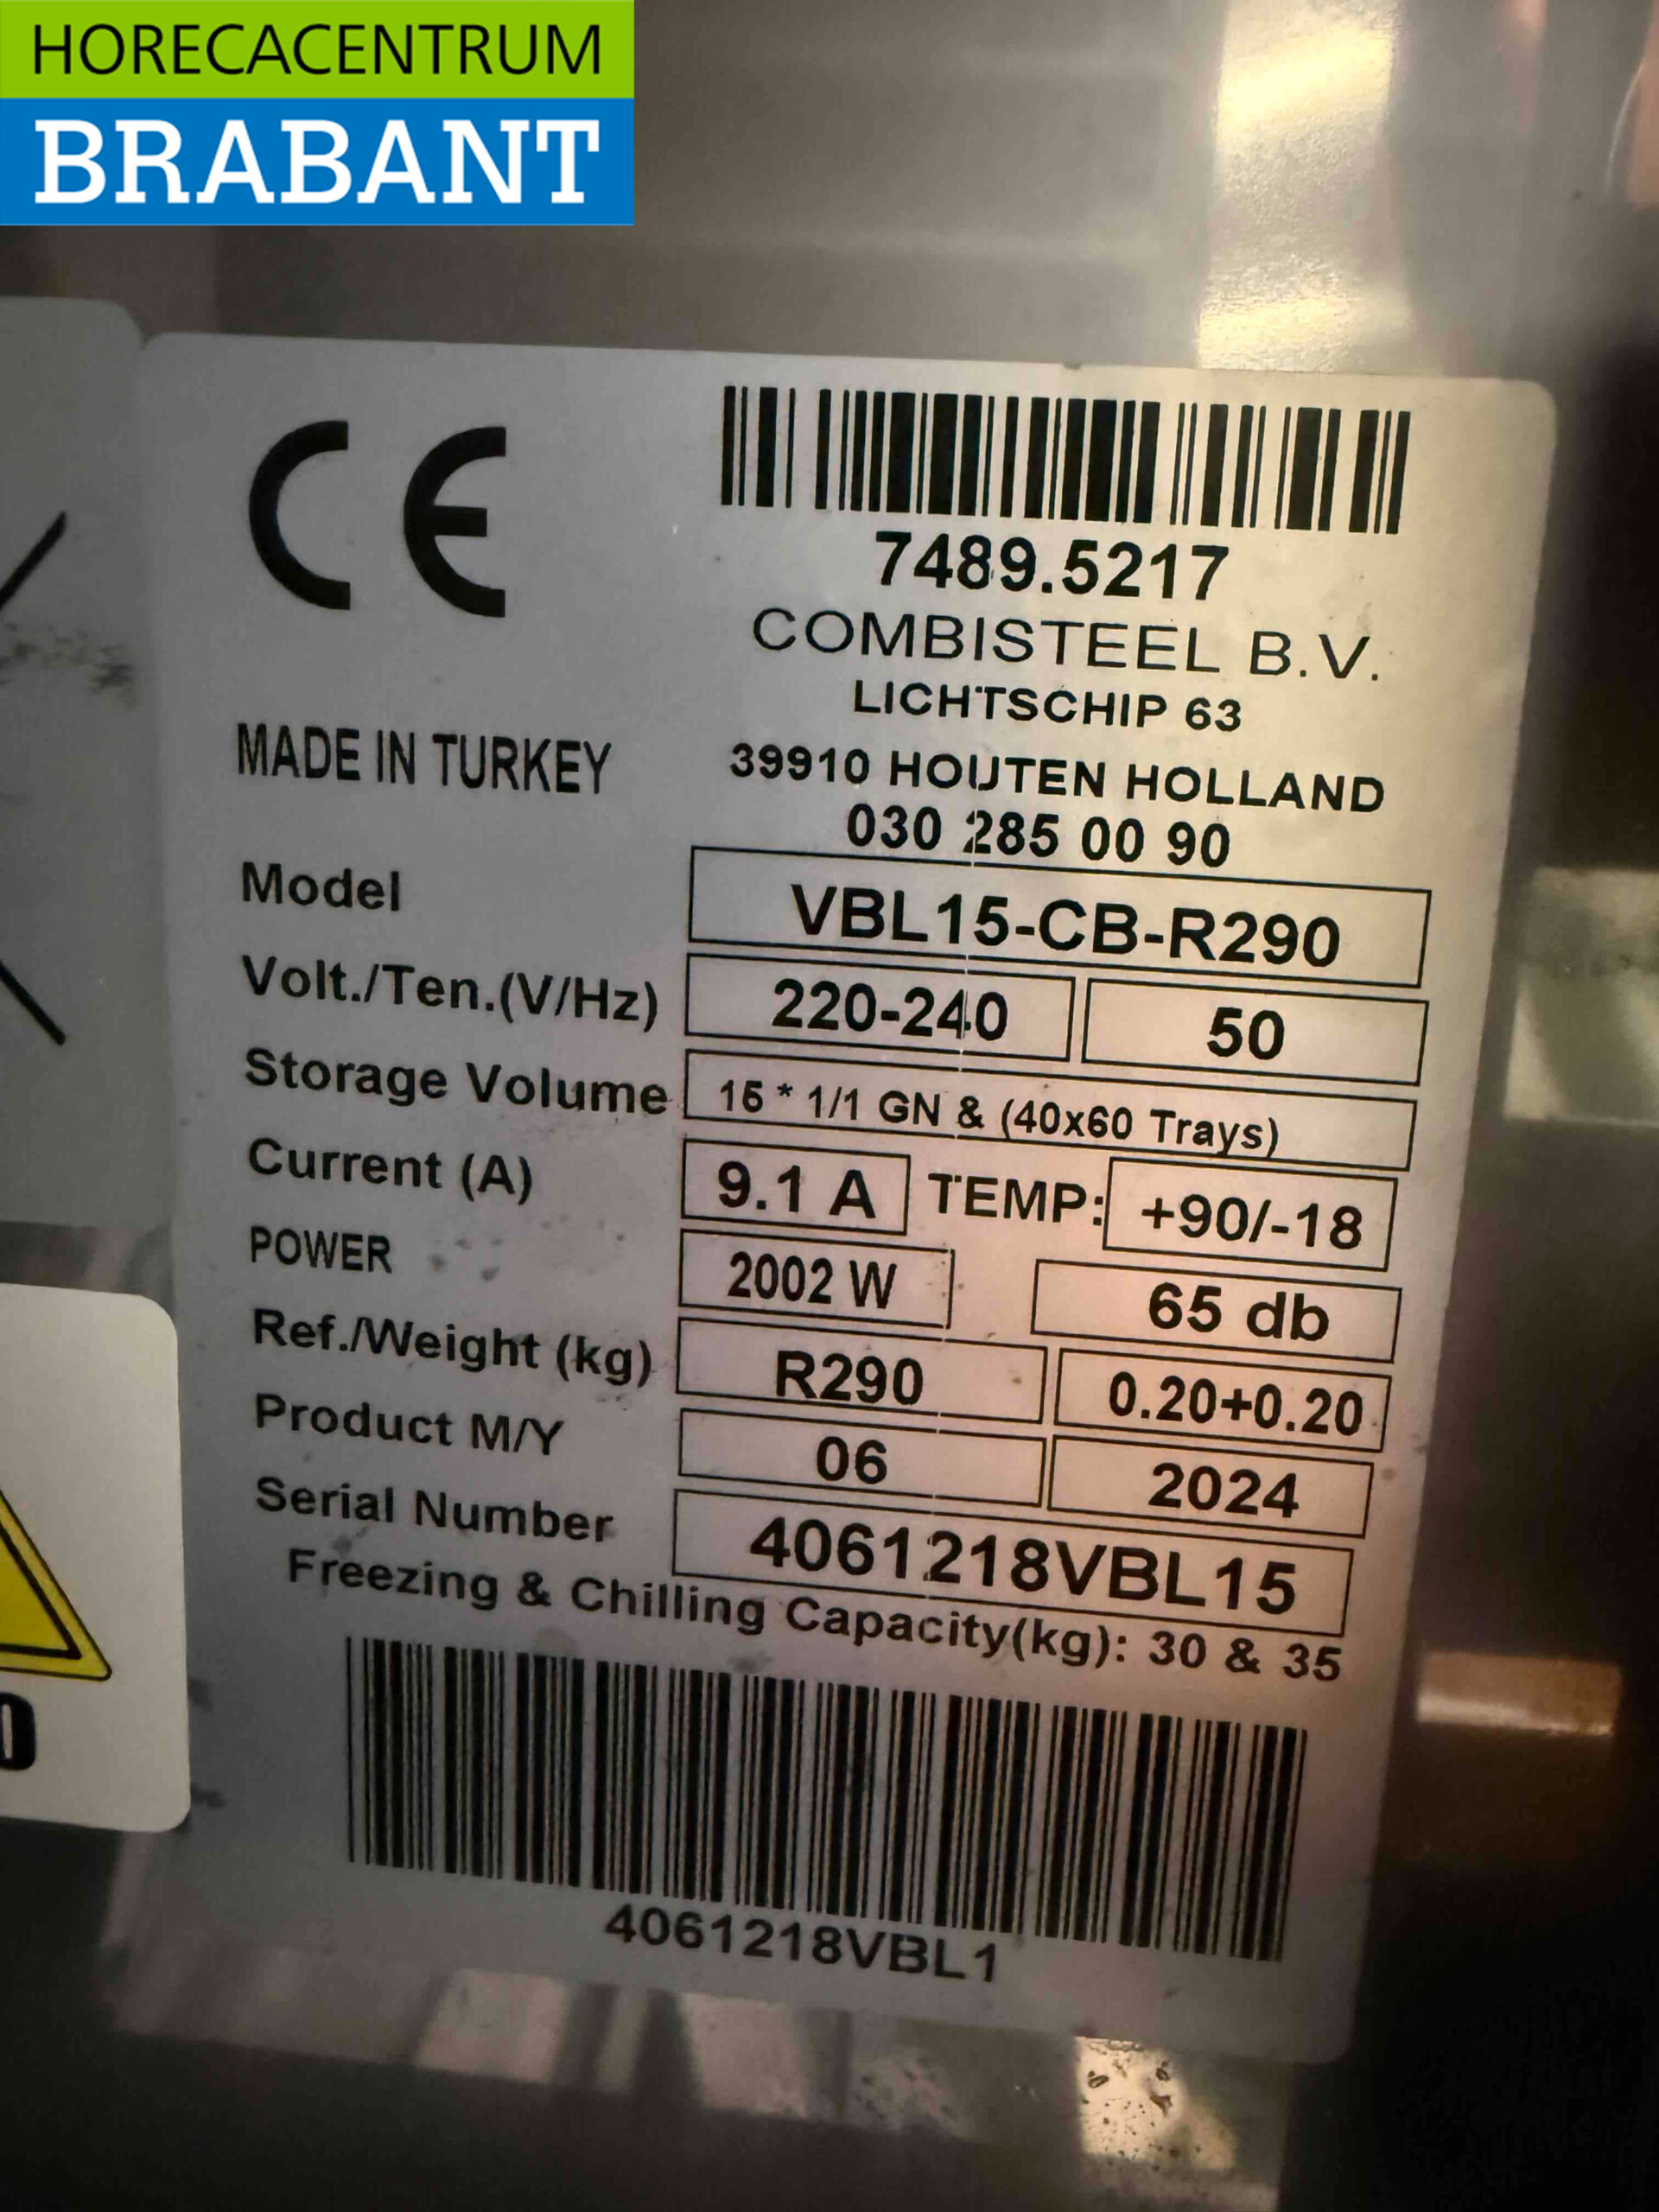 HORECACENTRUM
BRABANT
CE
7489.5217
COMBISTEEL B.V.
LICHTSCHIP 63
MADE IN TURKEY 39910 HOUTEN HOLLAND
030 285 00 90
Model VBL15-CB-R290
Volt./Ten.(V/Hz) 220-240 50
Storage Volume 15 * 1/1 GN & (40x60 Trays)
Current (A) 9.1 A TEMP: +90/-18
POWER 2002 W 65 db
Ref./Weight (kg) R290 0.20+0.20
Product M/Y 06 2024
Serial Number 4061218VBL15
Freezing & Chilling Capacity(kg): 30 & 35
4061218VBL1